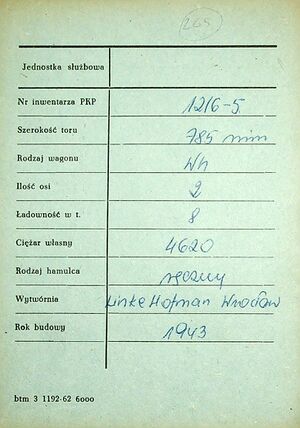 265
Jednostka służbowa
Nr inwentarza PKP 1216-5
Szerokość toru 785 mm
Rodzaj wagonu Wh
Ilość osi 2
Ładowność w t. 8
Ciężar własny 4620
Rodzaj hamulca ręczny
Wytwórnia Linke Hofman Wrocław
Rok budowy 1943
btm 3 1192-62 6000